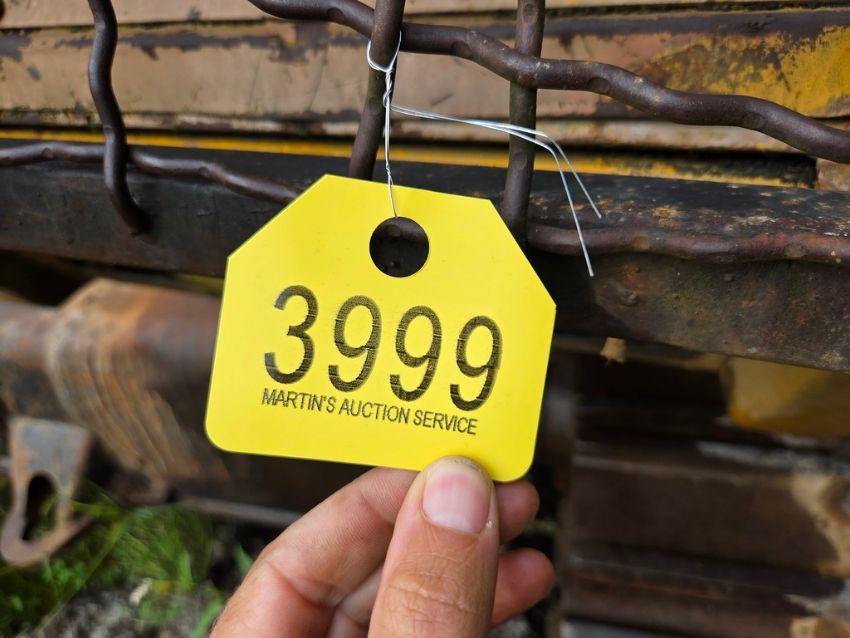 3999
MARTIN'S AUCTION SERVICE